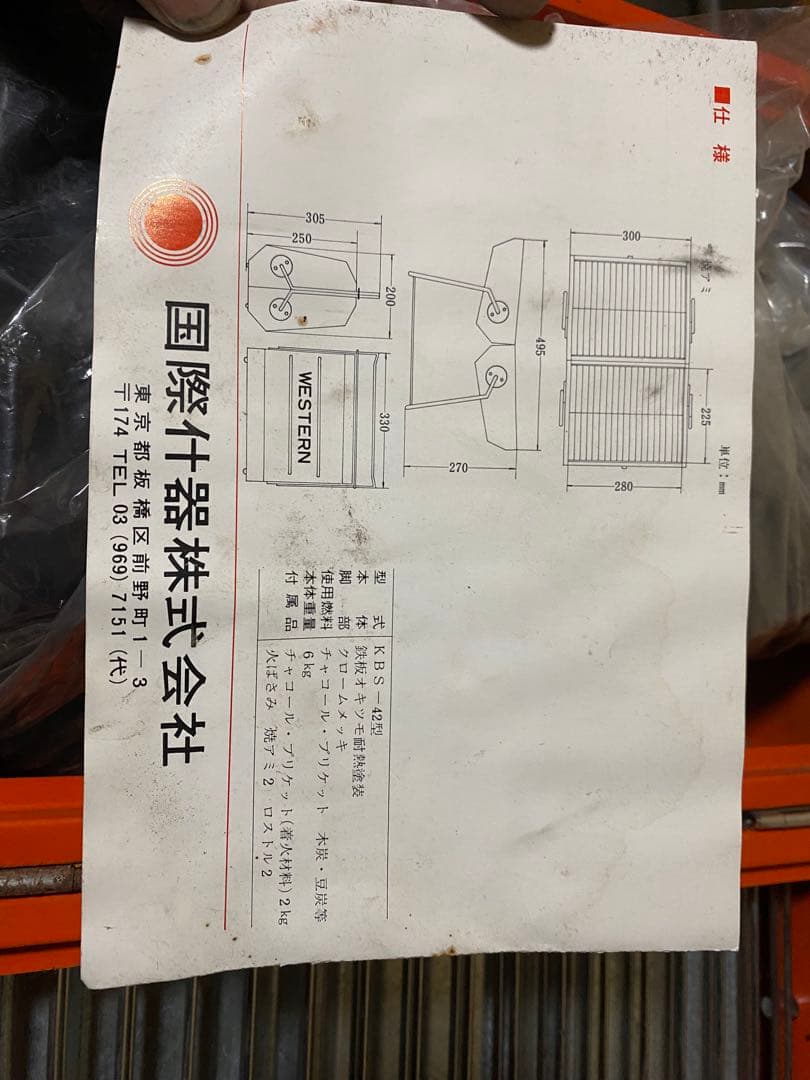 ■仕様
単位：mm
焼アミ
300
225
280
495
270
305
250
200
330
WESTERN
型式 KBS－42型
本体 鉄板オキツモ耐熱塗装
脚部 クロームメッキ
使用燃料 チャコール・ブリケット 木炭・豆炭等
本体重量 6kg
付属品 チャコール・ブリケット(着火材料)2kg
火ばさみ 焼アミ2 ロストル2
国際什器株式会社
東京都板橋区前野町1－3
〒174 TEL 03(969)7151(代)